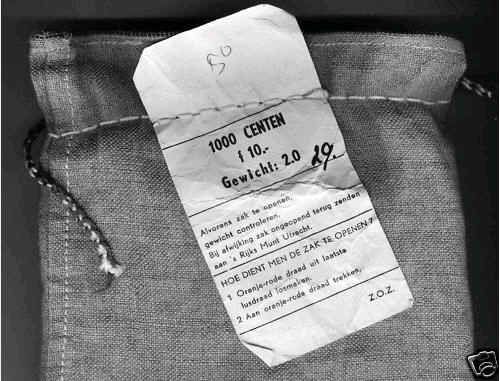 1000 CENTEN
f 10.-
Gewicht: 2.0 29.
Alvorens zak te openen,
gewicht controleren.
Bij afwijking zak ongeopend terug zenden
aan 's Rijks Munt Utrecht.
HOE DIENT MEN DE ZAK TE OPENEN?
1 Oranje-rode draad uit laatste
lusdraad losmaken.
2 Aan oranje-rode draad trekken.
Z.O.Z.